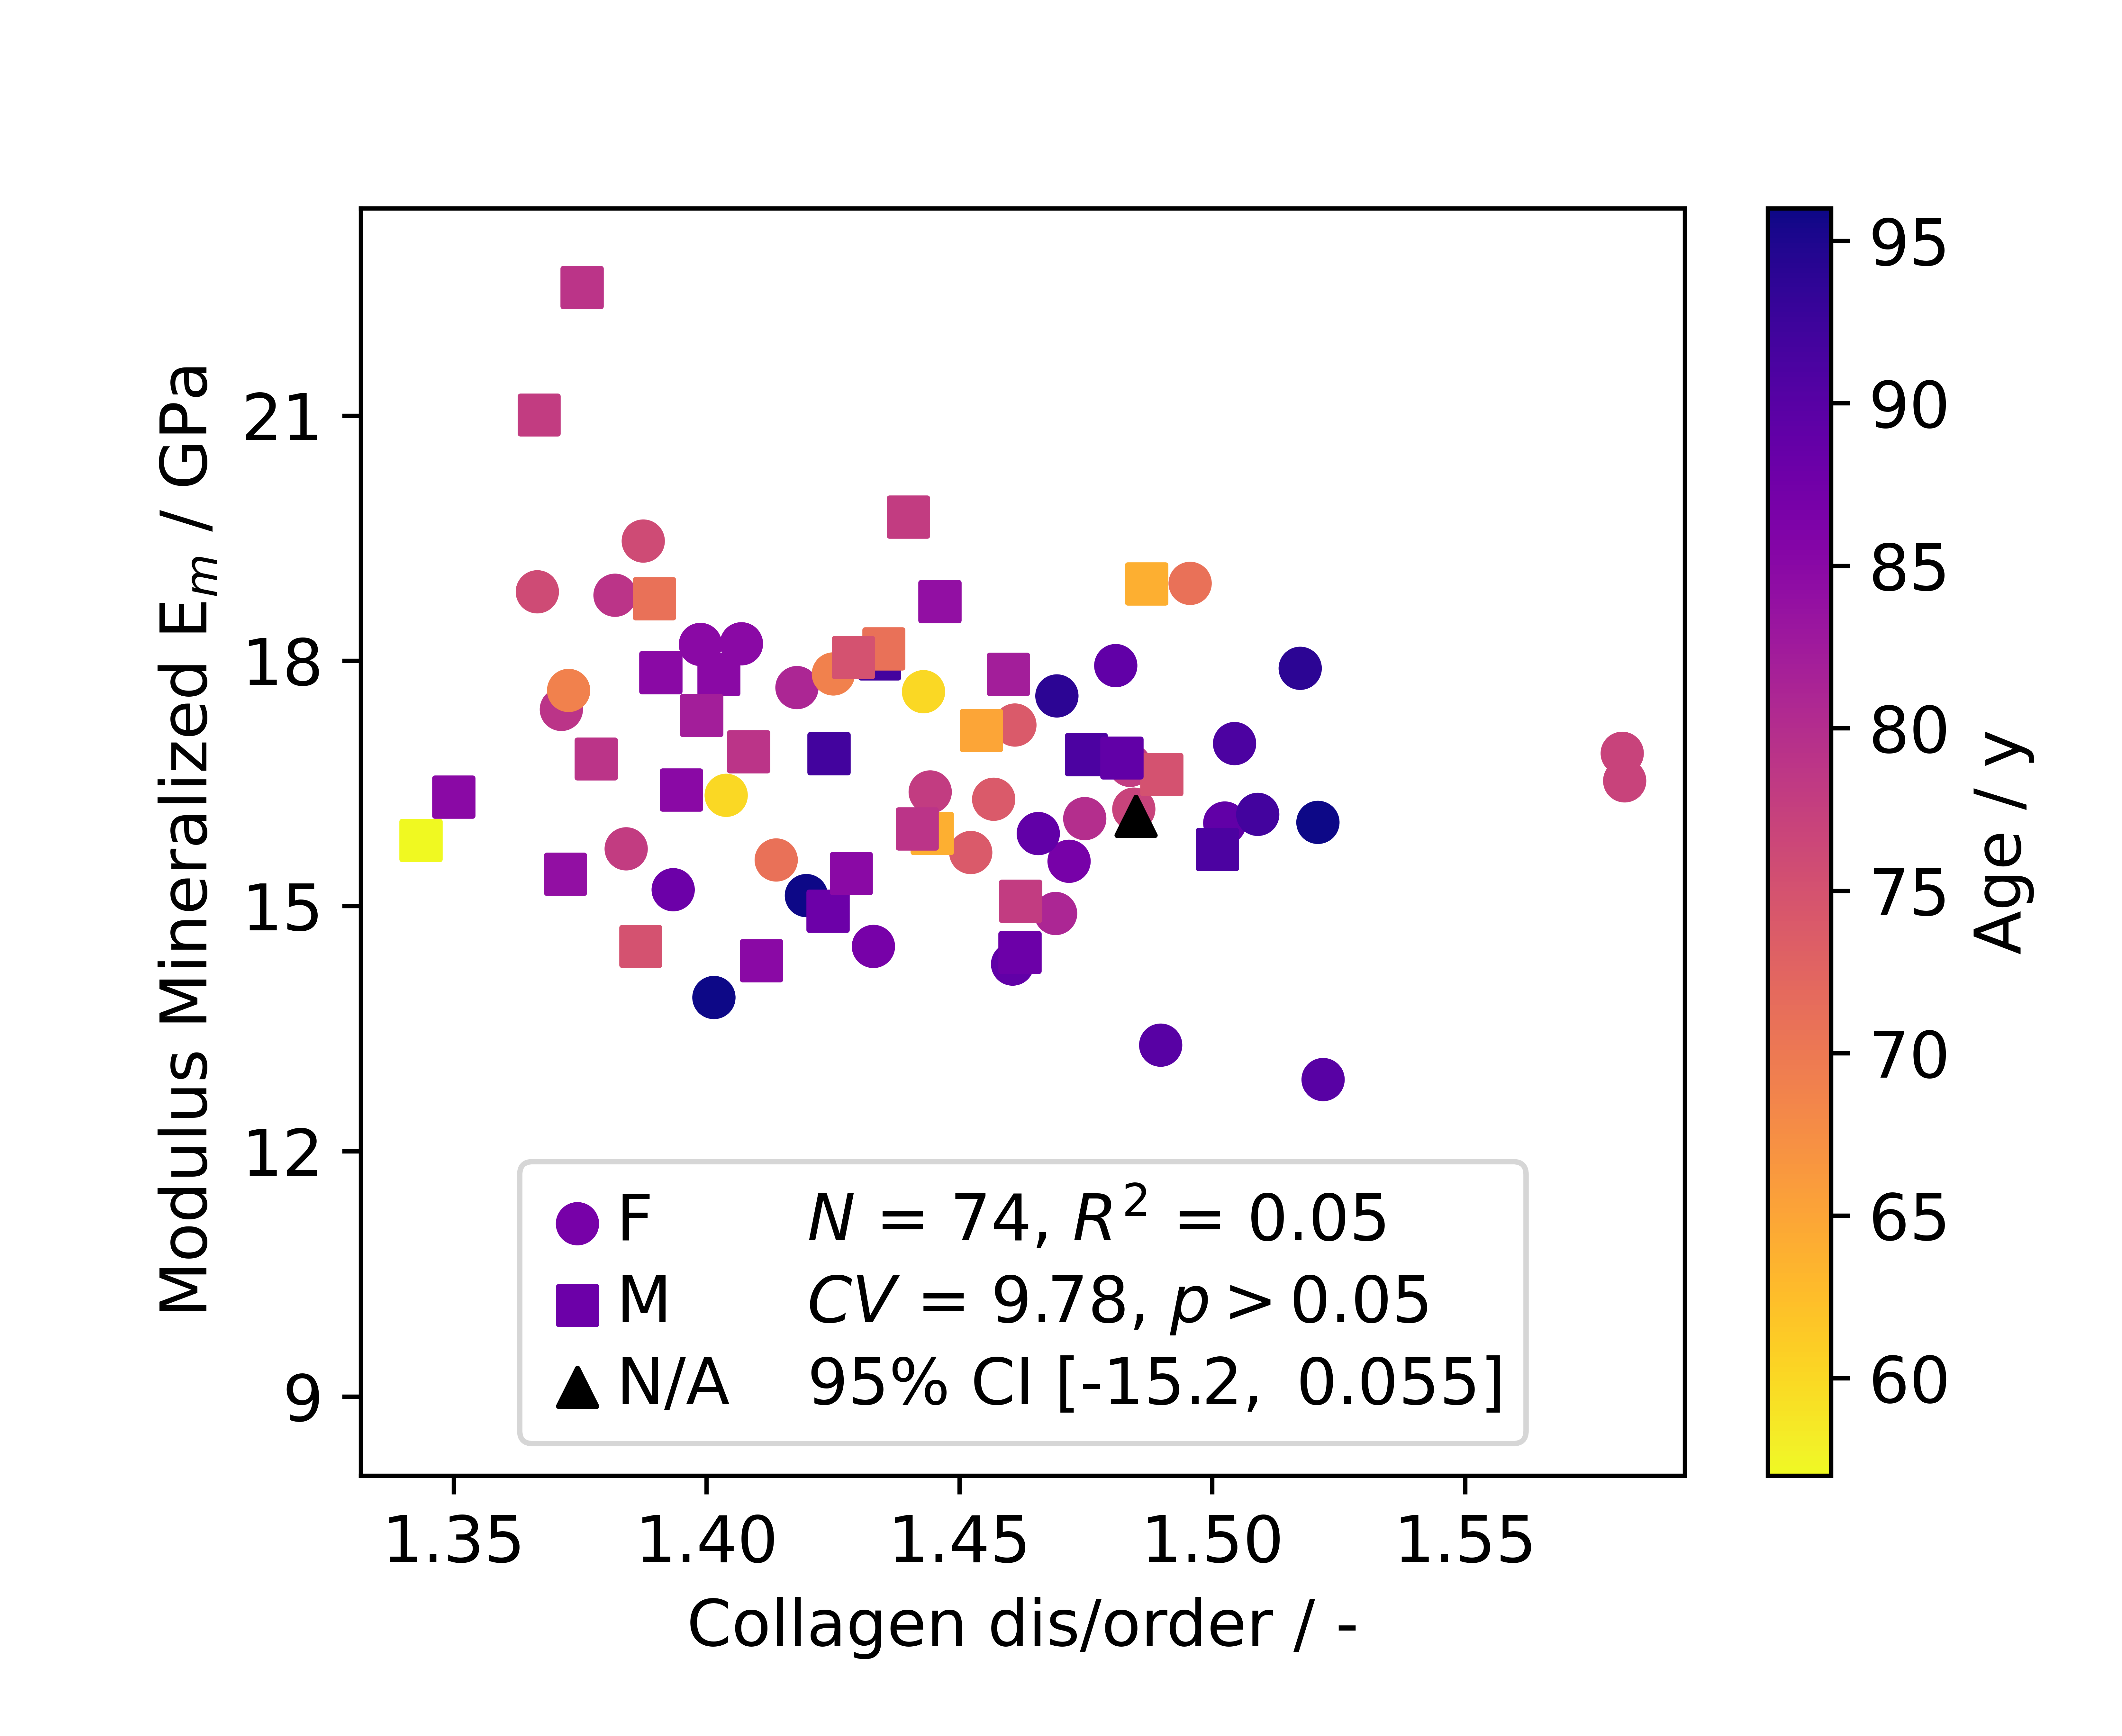 Modulus Mineralized Eₘ / GPa
21
18
15
12
9
F N = 74, R² = 0.05
M CV = 9.78, p > 0.05
N/A 95% CI [-15.2, 0.055]
1.35 1.40 1.45 1.50 1.55
Collagen dis/order / -
95
90
85
80
75
70
65
60
Age / y